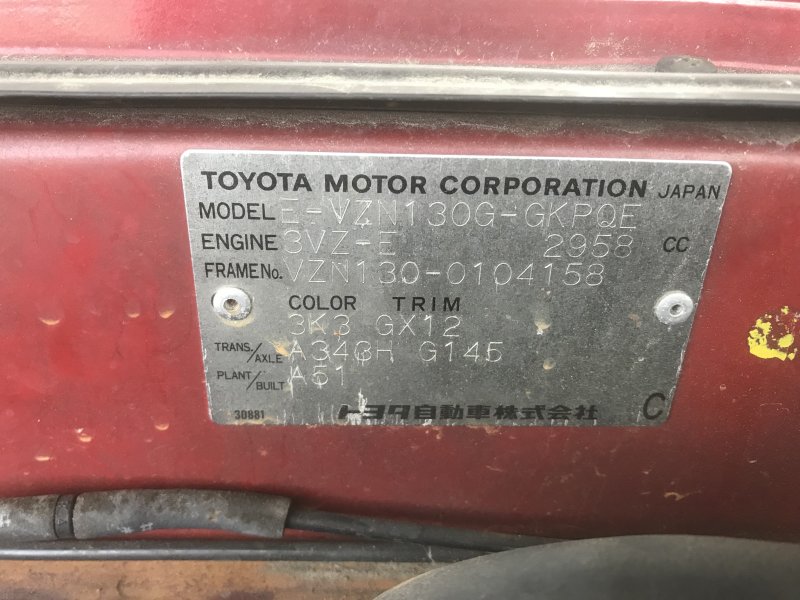 TOYOTA MOTOR CORPORATION JAPAN
MODEL E-VZN130G-GKPQE
ENGINE 3VZ-E 2958 CC
FRAME No. VZN130-0104158
COLOR TRIM
3K3 GX12
TRANS./AXLE A343H G145
PLANT/BUILT A51
30881 トヨタ自動車株式会社 C